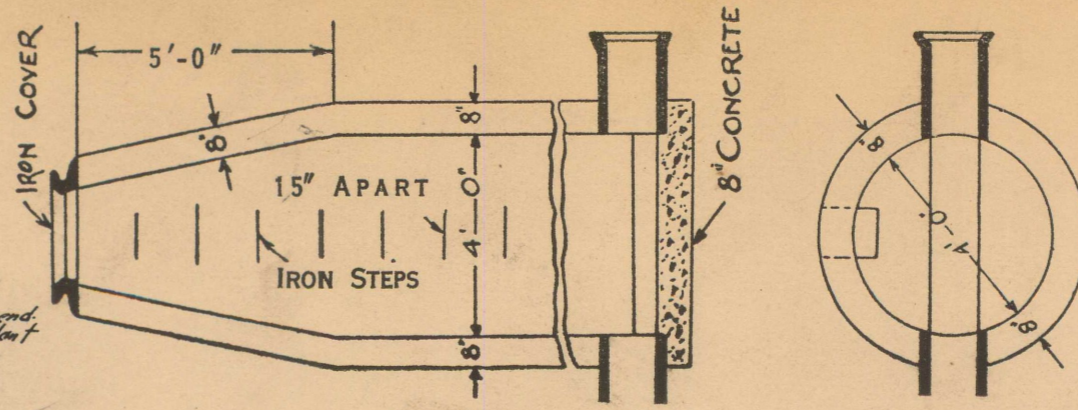 IRON COVER
5'-0"
8"
8"
15" APART
4'-0"
IRON STEPS
8"
8" CONCRETE
8"
4'-0"
8"